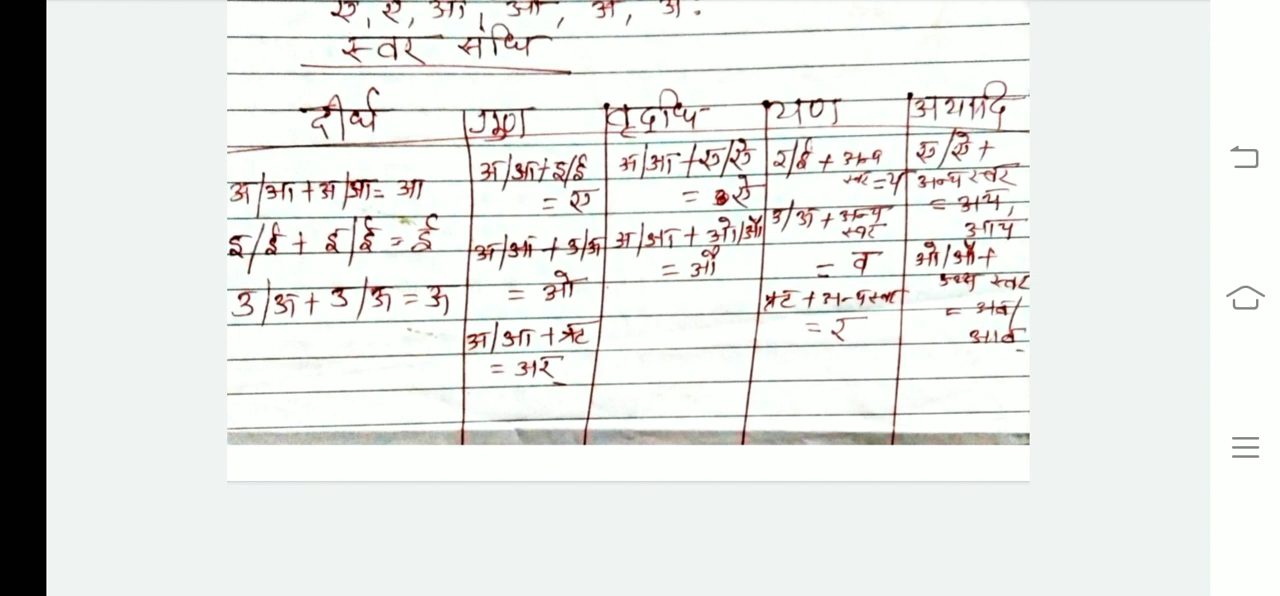 ए, ऐ, ओ, औ, अं, अः
स्वर संधि
दीर्घ
अ/आ+अ/आ=आ
इ/ई+इ/ई=ई
उ/ऊ+उ/ऊ=ऊ
गुण
अ/आ+इ/ई
=ए
अ/आ+उ/ऊ
=ओ
अ/आ+ऋ
=अर
वृद्धि
अ/आ+ए/ऐ
=ऐ
अ/आ+ओ/औ
=औ
यण
इ/ई+अन्य
स्वर=य
उ/ऊ+अन्य
स्वर
=व
ऋ+अन्य स्वर
=र
अयादि
ए/ऐ+
अन्य स्वर
=अय,
आय
ओ/औ+
अन्य स्वर
=अव/
आव